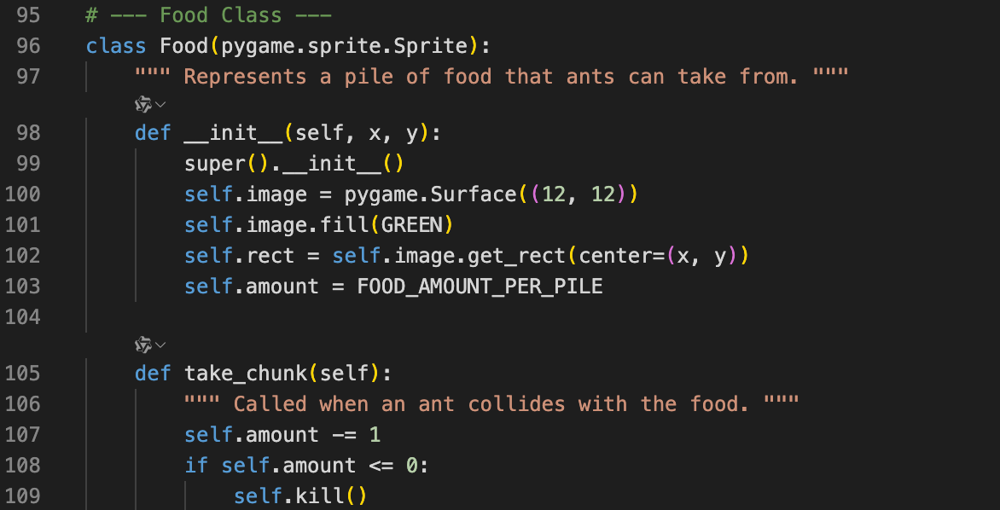 95 # --- Food Class ---
96 class Food(pygame.sprite.Sprite):
97     """ Represents a pile of food that ants can take from. """
98     def __init__(self, x, y):
99         super().__init__()
100         self.image = pygame.Surface((12, 12))
101         self.image.fill(GREEN)
102         self.rect = self.image.get_rect(center=(x, y))
103         self.amount = FOOD_AMOUNT_PER_PILE
104
105     def take_chunk(self):
106         """ Called when an ant collides with the food. """
107         self.amount -= 1
108         if self.amount <= 0:
109             self.kill()